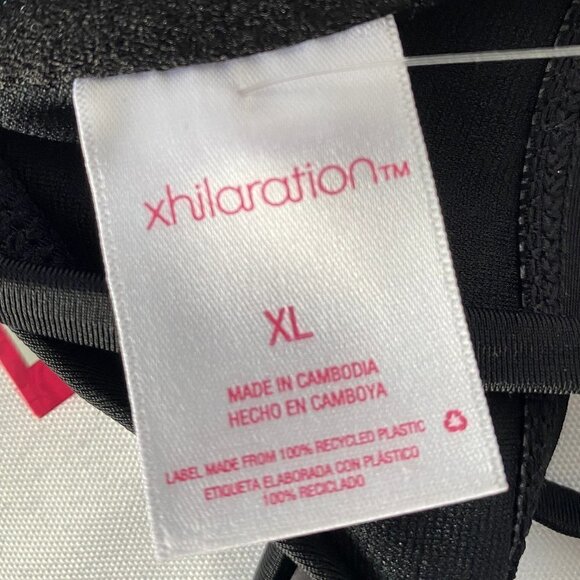 xhilaration™
XL
MADE IN CAMBODIA
HECHO EN CAMBOYA
LABEL MADE FROM 100% RECYCLED PLASTIC
ETIQUETA ELABORADA CON PLÁSTICO
100% RECICLADO